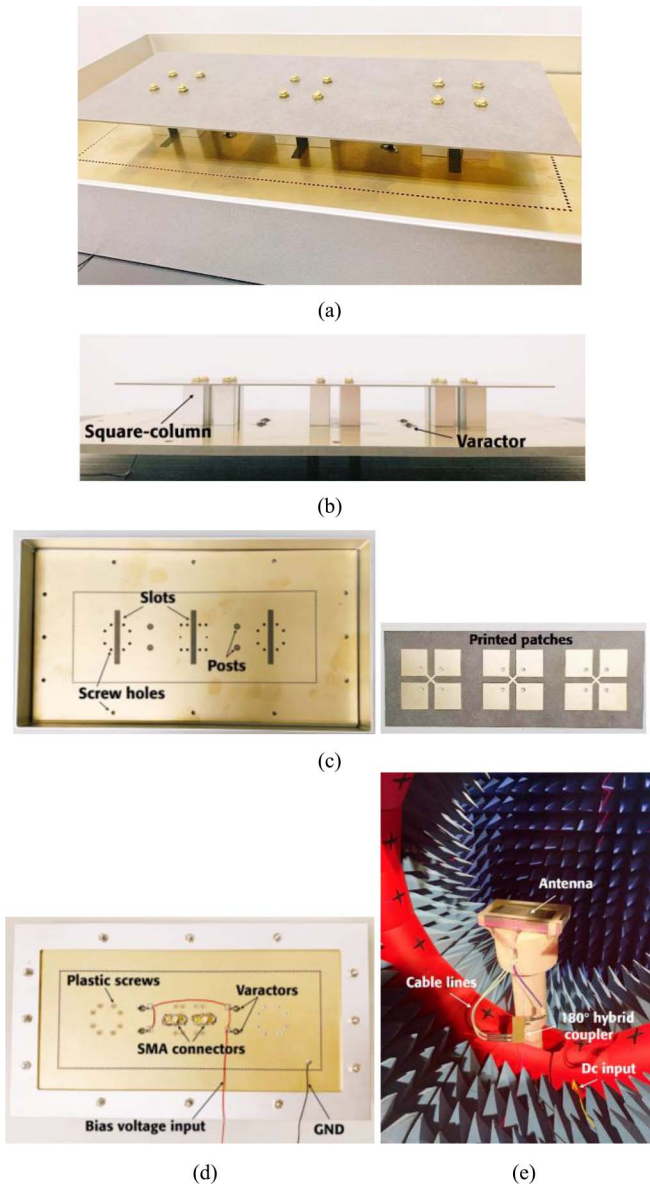 (a)
Square-column
Varactor
(b)
Slots
Posts
Screw holes
Printed patches
(c)
Plastic screws
Varactors
SMA connectors
Bias voltage input
GND
(d)
Antenna
Cable lines
180° hybrid
coupler
Dc input
(e)